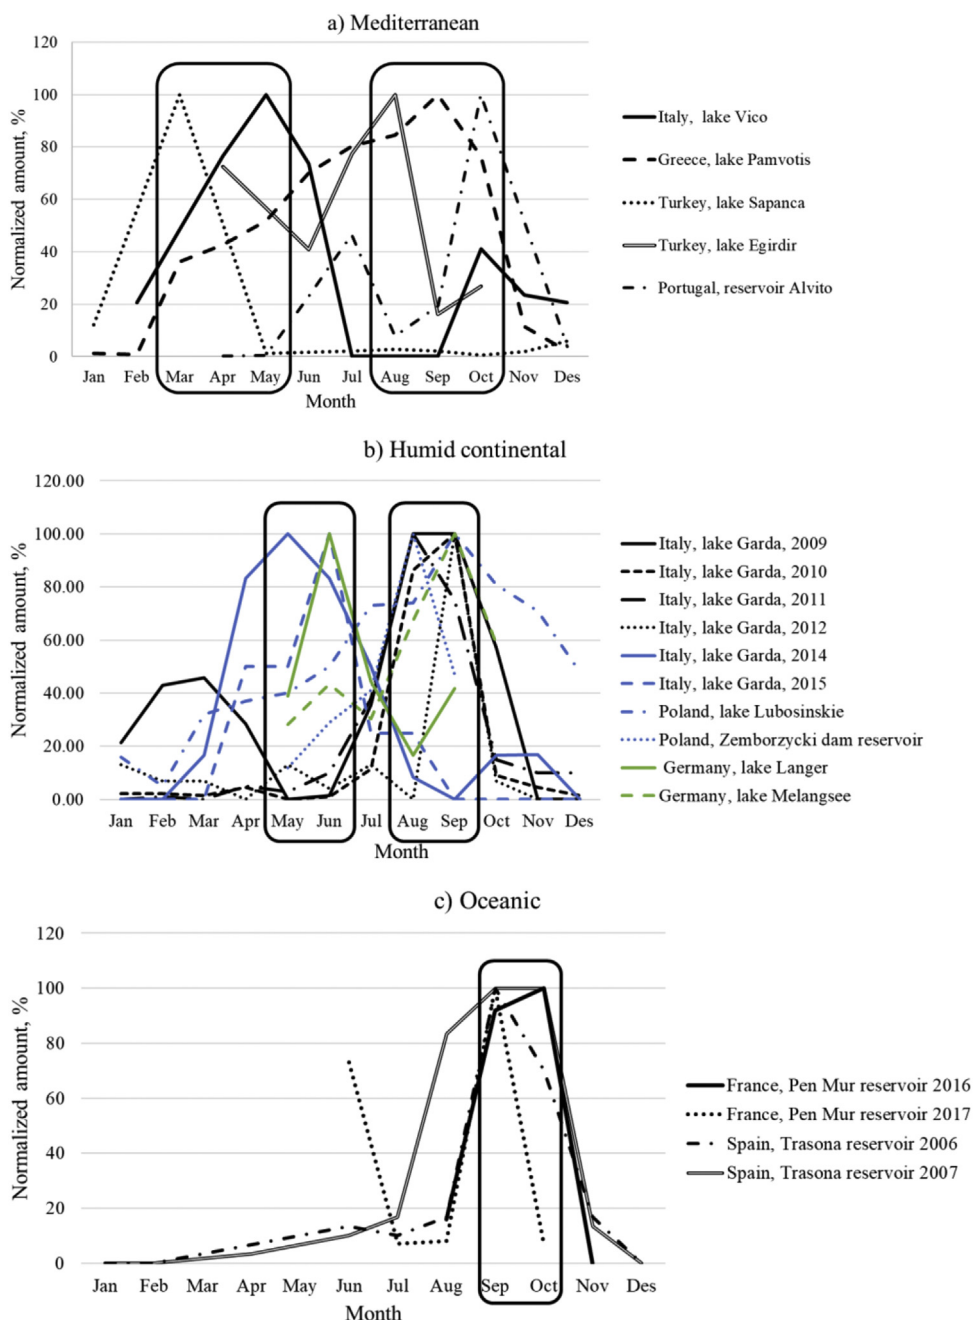 a) Mediterranean
120
100
80
60
40
20
0
Normalized amount, %
Jan Feb Mar Apr May Jun Jul Aug Sep Oct Nov Des
Month
Italy, lake Vico
Greece, lake Pamvotis
Turkey, lake Sapanca
Turkey, lake Egirdir
Portugal, reservoir Alvito
b) Humid continental
120.00
100.00
80.00
60.00
40.00
20.00
0.00
Normalized amount, %
Jan Feb Mar Apr May Jun Jul Aug Sep Oct Nov Des
Month
Italy, lake Garda, 2009
Italy, lake Garda, 2010
Italy, lake Garda, 2011
Italy, lake Garda, 2012
Italy, lake Garda, 2014
Italy, lake Garda, 2015
Poland, lake Lubosinskie
Poland, Zemborzycki dam reservoir
Germany, lake Langer
Germany, lake Melangsee
c) Oceanic
120
100
80
60
40
20
0
Normalized amount, %
Jan Feb Mar Apr May Jun Jul Aug Sep Oct Nov Des
Month
France, Pen Mur reservoir 2016
France, Pen Mur reservoir 2017
Spain, Trasona reservoir 2006
Spain, Trasona reservoir 2007